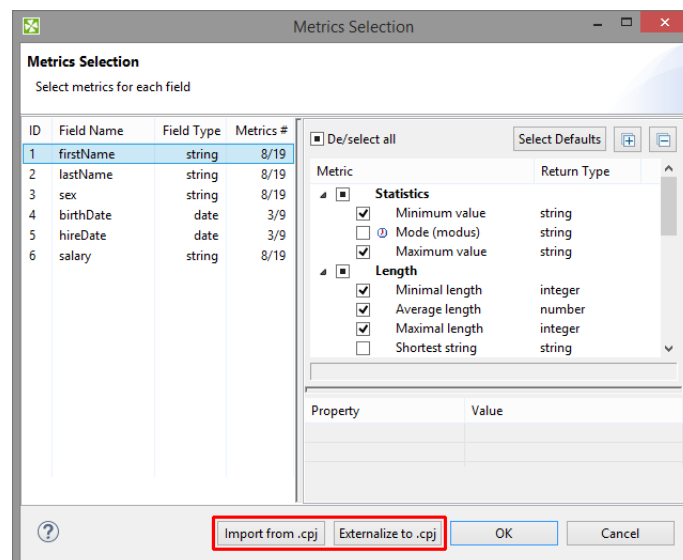 Metrics Selection
Metrics Selection
Select metrics for each field
ID Field Name Field Type Metrics #
1 firstName string 8/19
2 lastName string 8/19
3 sex string 8/19
4 birthDate date 3/9
5 hireDate date 3/9
6 salary string 8/19
De/select all Select Defaults
Metric Return Type
Statistics
Minimum value string
Mode (modus) string
Maximum value string
Length
Minimal length integer
Average length number
Maximal length integer
Shortest string string
Property Value
Import from .cpj Externalize to .cpj OK Cancel